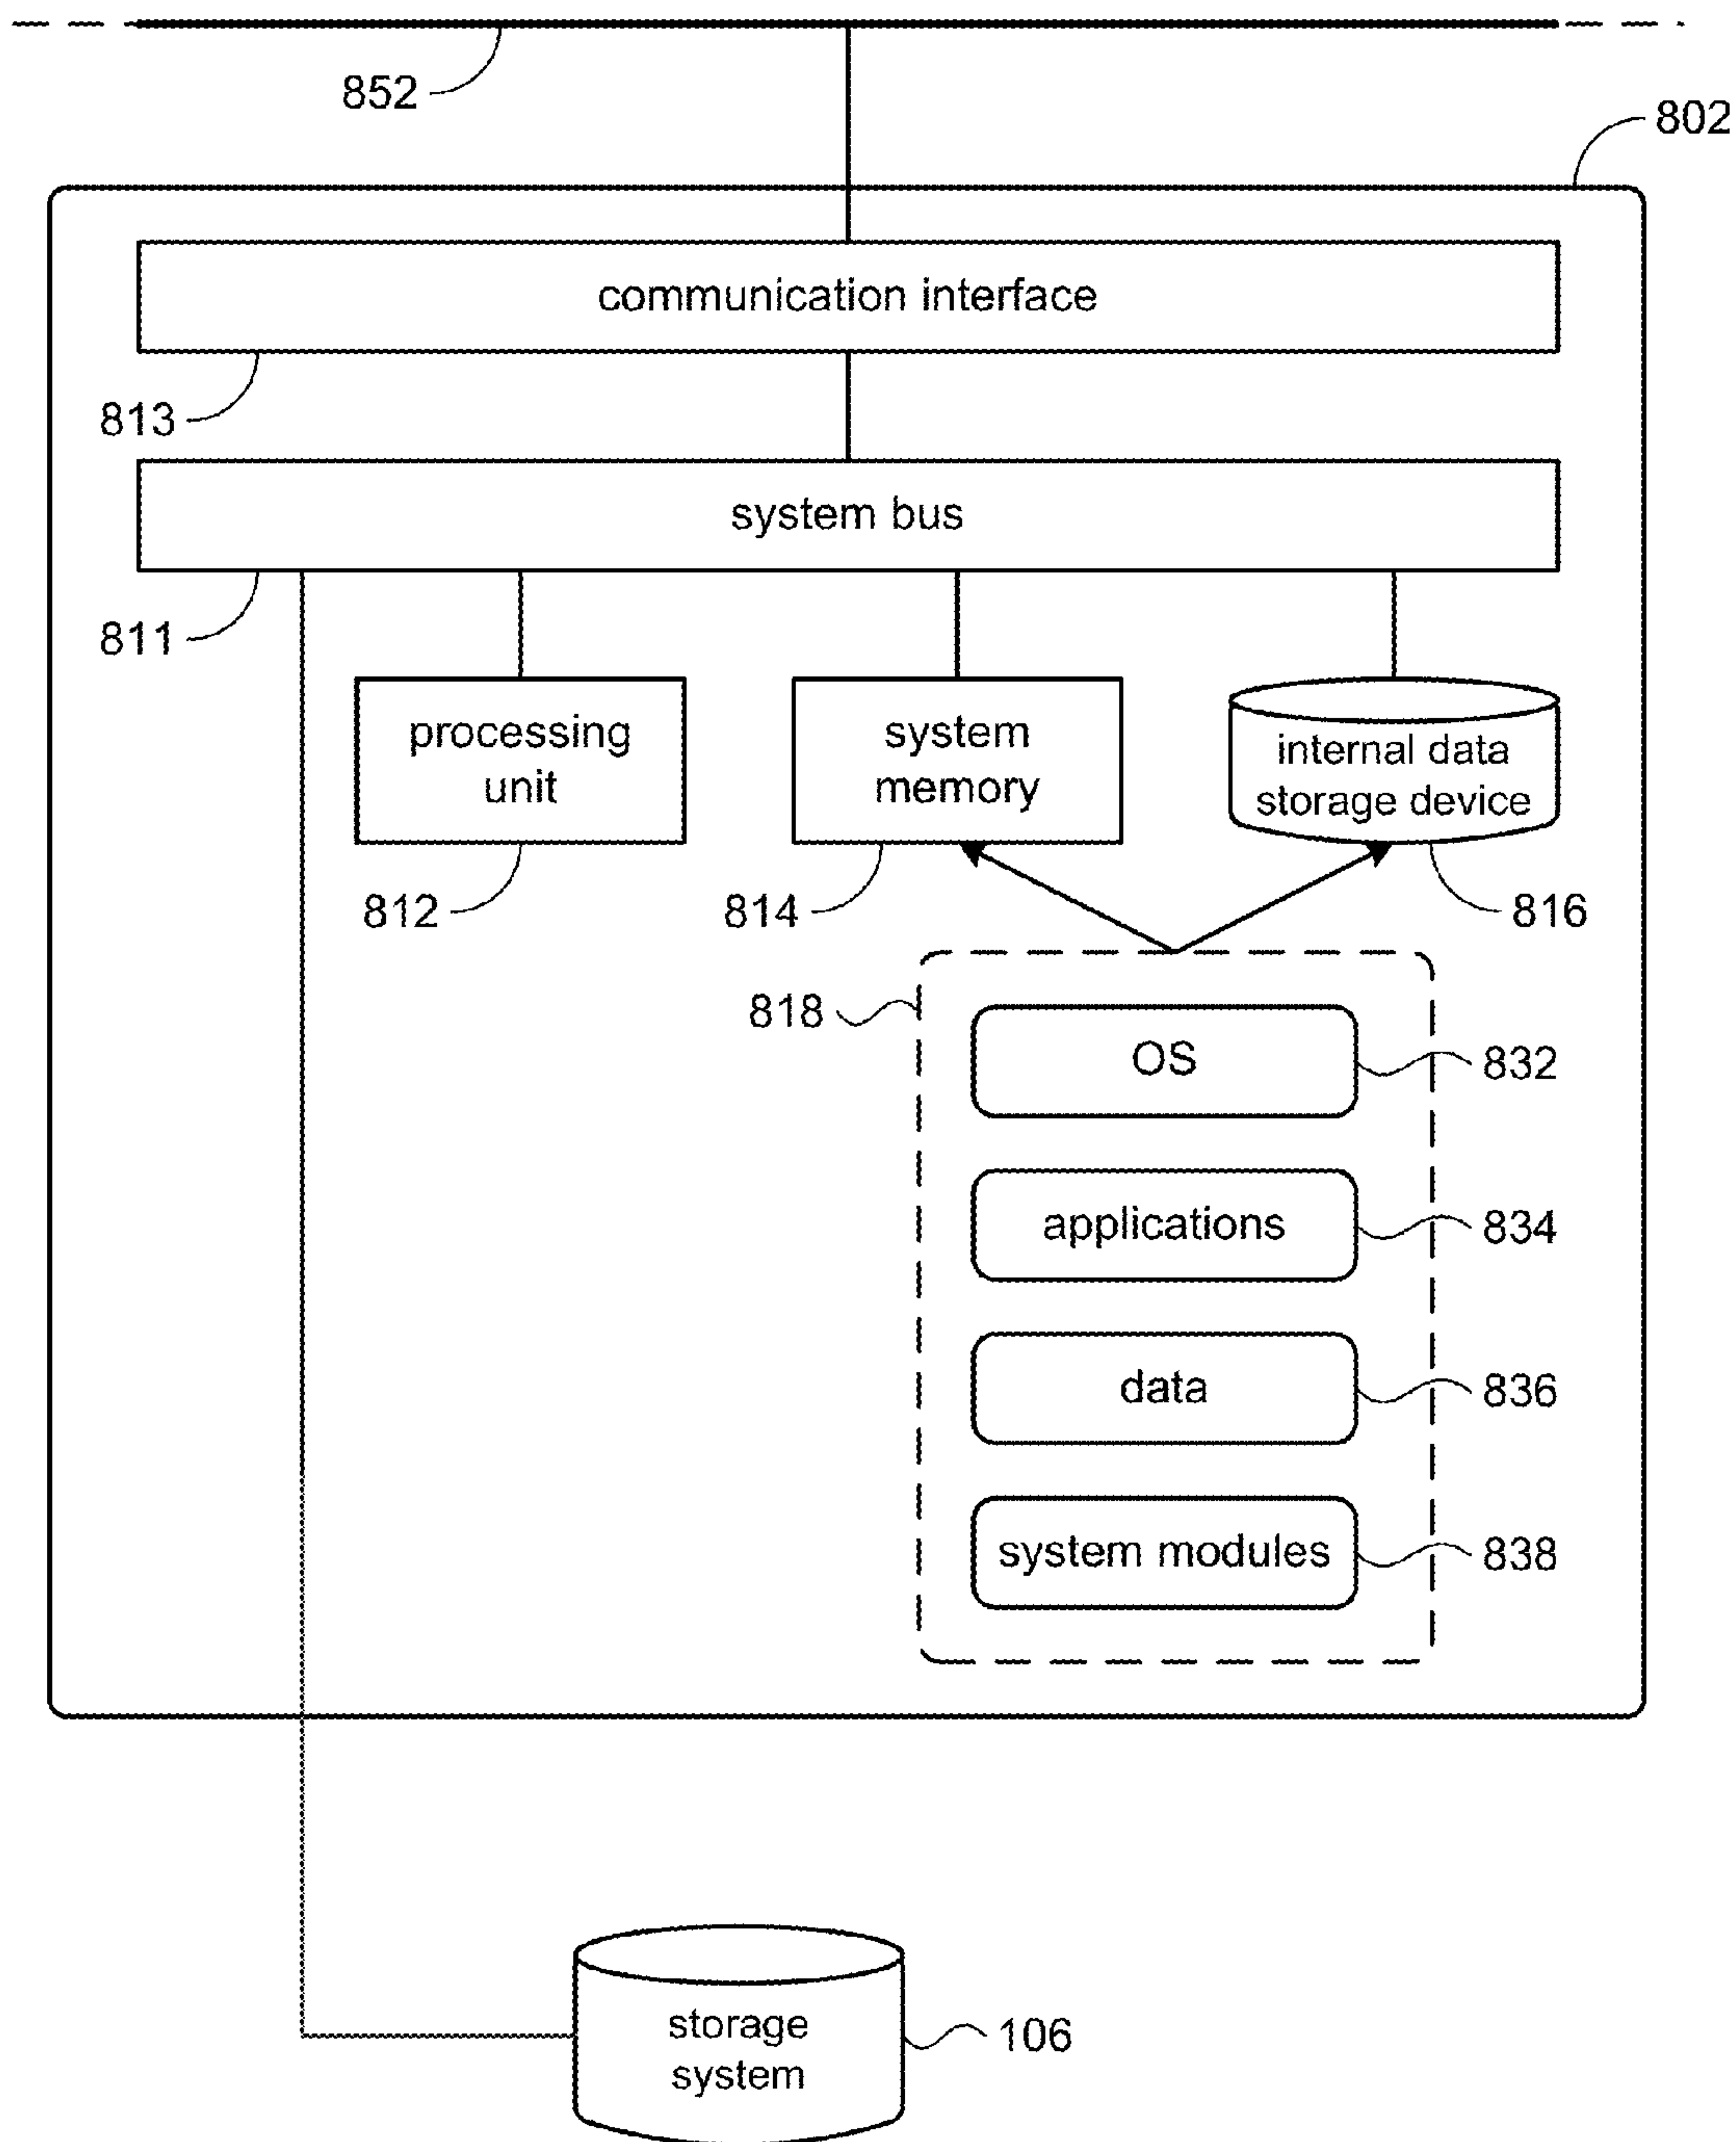 852
802
communication interface
813
system bus
811
processing
unit
812
system
memory
814
internal data
storage device
816
818
OS
832
applications
834
data
836
system modules
838
storage
system
106